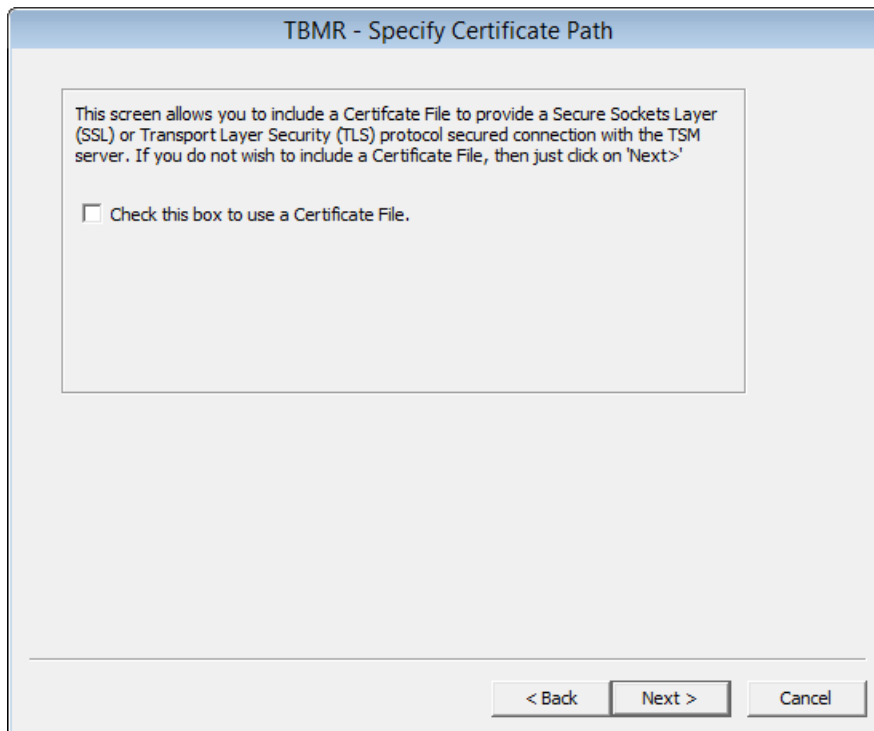 TBMR - Specify Certificate Path
This screen allows you to include a Certifcate File to provide a Secure Sockets Layer
(SSL) or Transport Layer Security (TLS) protocol secured connection with the TSM
server. If you do not wish to include a Certificate File, then just click on 'Next>'
Check this box to use a Certificate File.
< Back Next > Cancel